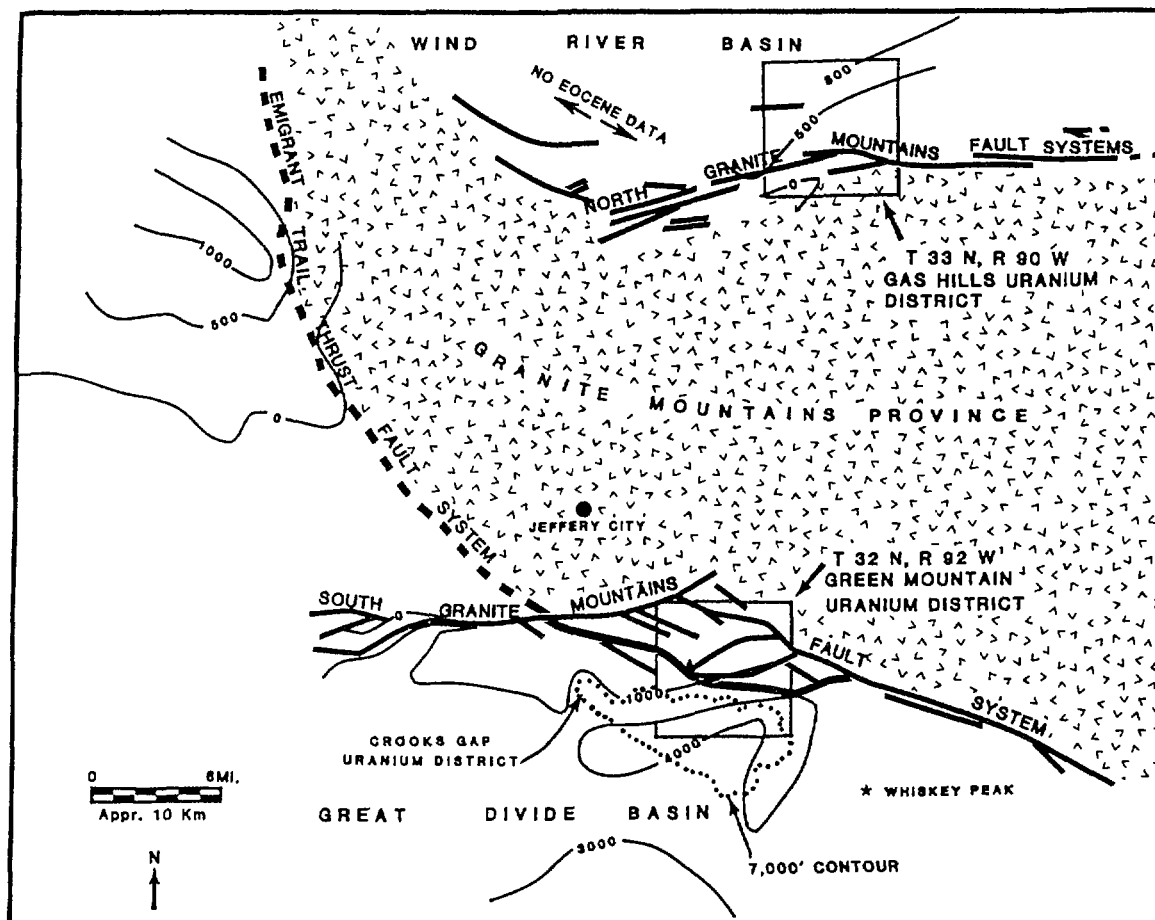 WIND RIVER BASIN
800
NO EOCENE DATA
500
EMIGRANT TRAIL THRUST FAULT SYSTEM
NORTH GRANITE MOUNTAINS FAULT SYSTEMS
0
1000
T 33 N, R 90 W
GAS HILLS URANIUM
DISTRICT
500
GRANITE MOUNTAINS PROVINCE
0
JEFFERY CITY
T 32 N, R 92 W
GREEN MOUNTAIN
URANIUM DISTRICT
SOUTH GRANITE MOUNTAINS FAULT SYSTEM
0
1000
CROOKS GAP
URANIUM DISTRICT
0 6MI.
Appr. 10 Km
★ WHISKEY PEAK
GREAT DIVIDE BASIN
3000
7,000' CONTOUR
N